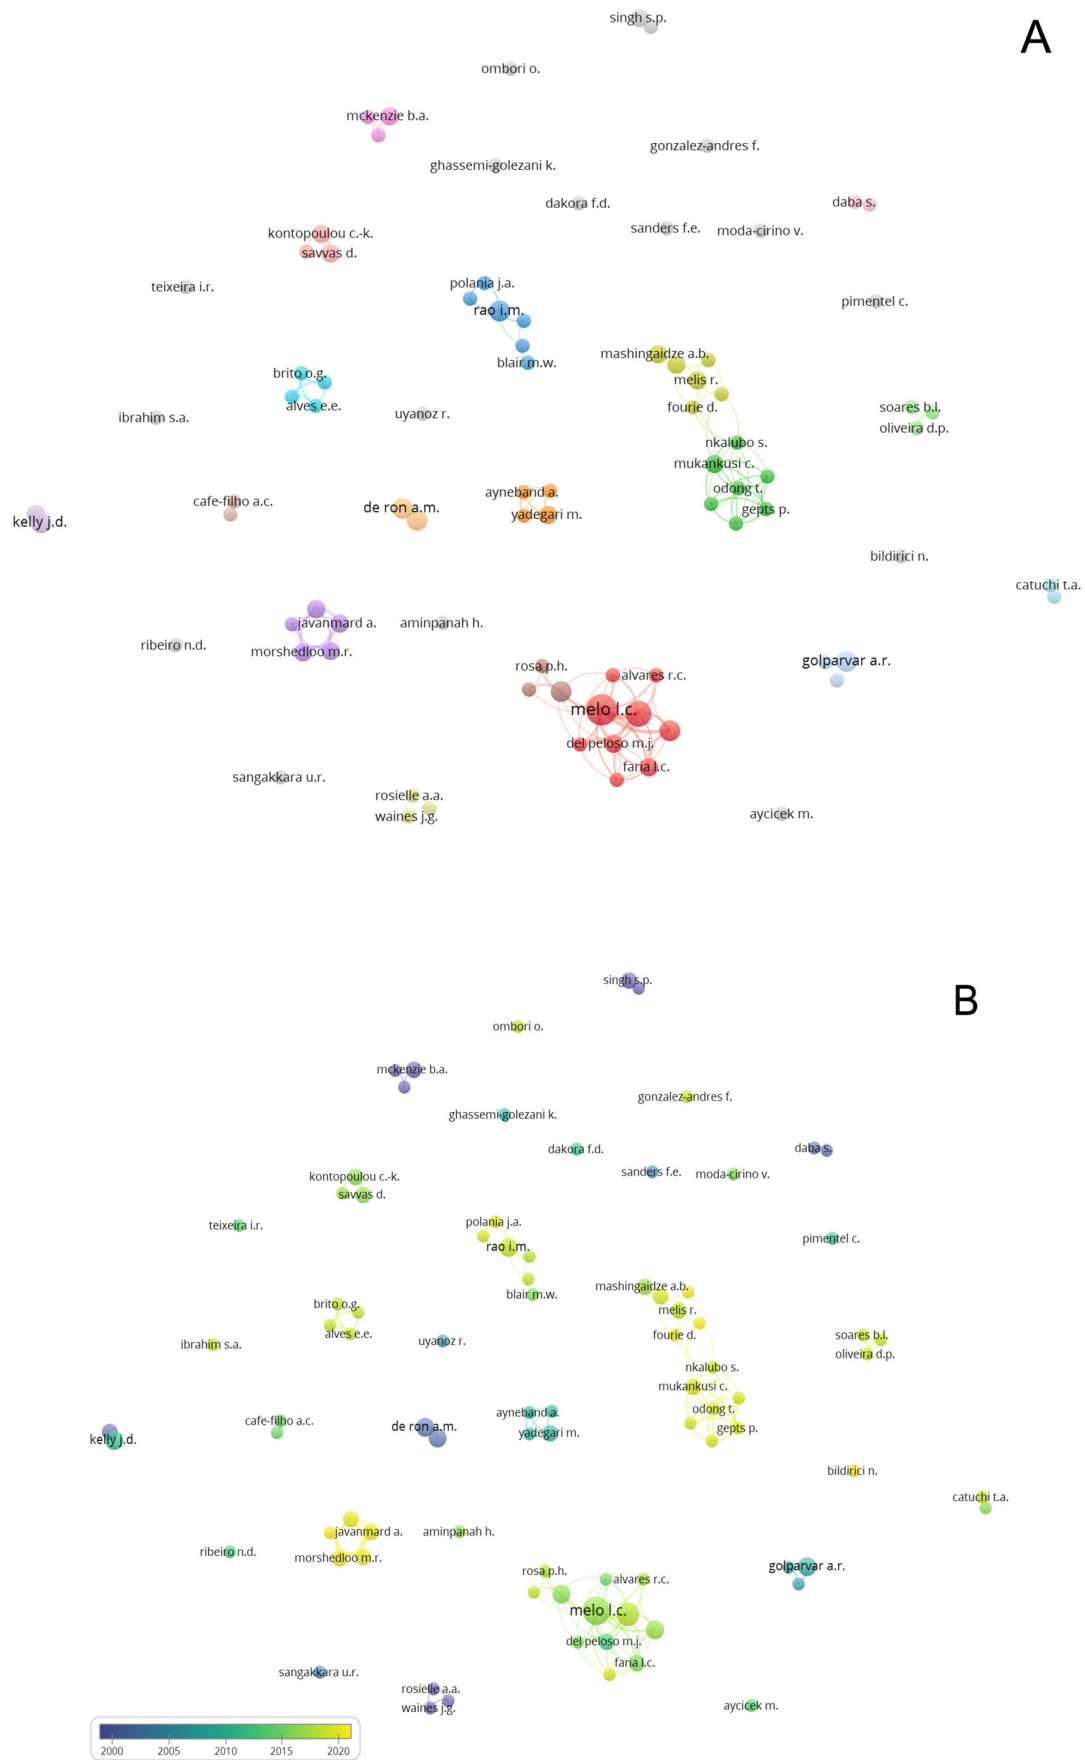 singh s.p.
A
ombori o.
mckenzie b.a.
gonzalez-andres f.
ghassemi-golezani k.
dakora f.d.
daba s.
sanders f.e.
moda-cirino v.
kontopoulou c.-k.
savvas d.
teixeira i.r.
polania j.a.
pimentel c.
rao i.m.
mashingaidze a.b.
blair m.w.
brito o.g.
melis r.
alves e.e.
fourie d.
soares b.l.
ibrahim s.a.
uyanoz r.
oliveira d.p.
nkalubo s.
mukankusi c.
odong t.
ayneband a.
cafe-filho a.c.
de ron a.m.
gepts p.
yadegari m.
kelly j.d.
bildirici n.
catuchi t.a.
javanmard a.
aminpanah h.
ribeiro n.d.
morshedloo m.r.
golparvar a.r.
rosa p.h.
alvares r.c.
melo l.c.
del peloso m.j.
faria l.c.
sangakkara u.r.
rosielle a.a.
waines j.g.
aycicek m.
singh s.p.
B
ombori o.
mckenzie b.a.
gonzalez-andres f.
ghassemi-golezani k.
dakora f.d.
daba s.
sanders f.e.
moda-cirino v.
kontopoulou c.-k.
savvas d.
teixeira i.r.
polania j.a.
pimentel c.
rao i.m.
mashingaidze a.b.
blair m.w.
brito o.g.
melis r.
alves e.e.
fourie d.
soares b.l.
ibrahim s.a.
uyanoz r.
oliveira d.p.
nkalubo s.
mukankusi c.
odong t.
ayneband a.
cafe-filho a.c.
de ron a.m.
gepts p.
yadegari m.
kelly j.d.
bildirici n.
catuchi t.a.
javanmard a.
aminpanah h.
ribeiro n.d.
morshedloo m.r.
golparvar a.r.
rosa p.h.
alvares r.c.
melo l.c.
del peloso m.j.
faria l.c.
sangakkara u.r.
rosielle a.a.
waines j.g.
aycicek m.
2000 2005 2010 2015 2020